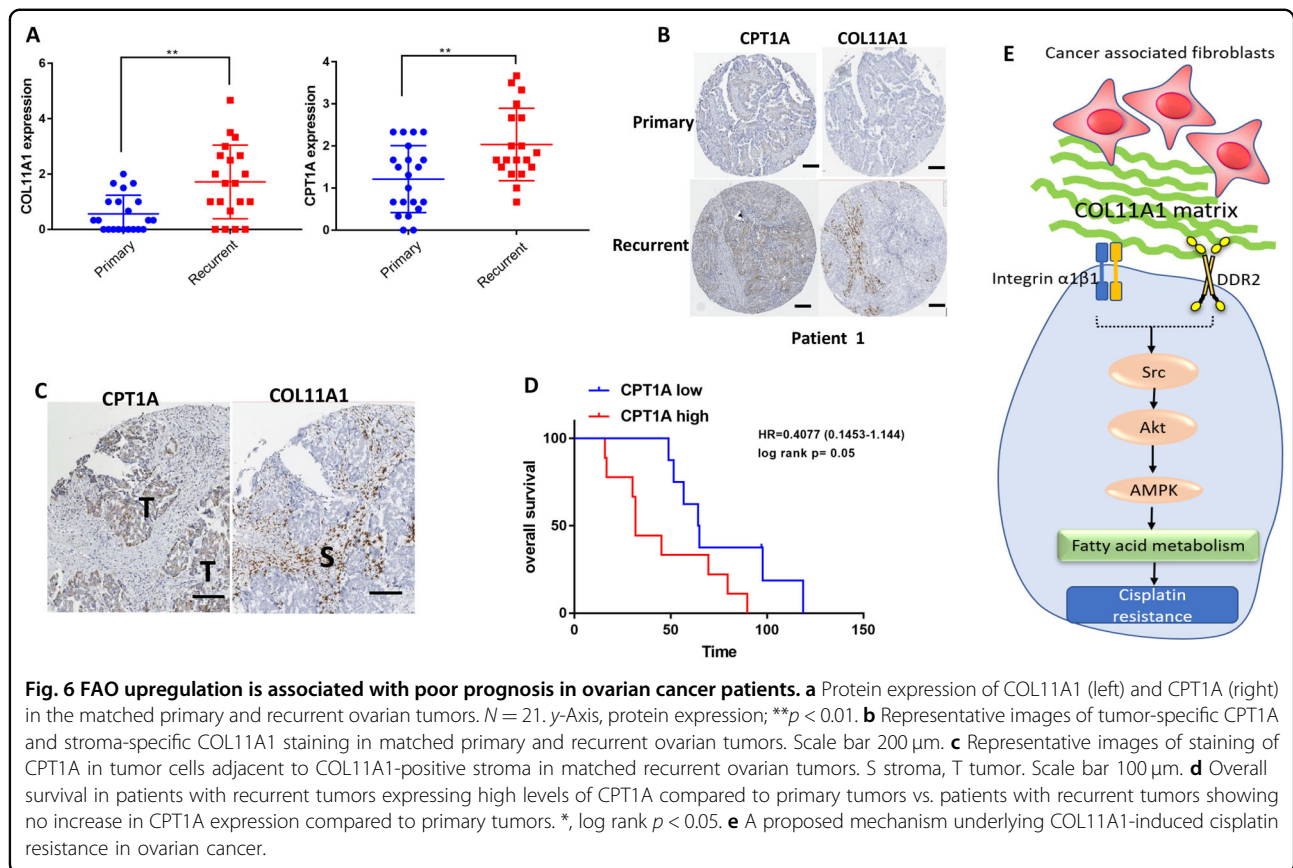 A
**
COL11A1 expression
6
4
2
0
Primary
Recurrent
**
CPT1A expression
4
3
2
1
0
Primary
Recurrent
B
CPT1A
COL11A1
Primary
Recurrent
Patient 1
C
CPT1A
COL11A1
T
T
S
D
CPT1A low
CPT1A high
HR=0.4077 (0.1453-1.144)
log rank p= 0.05
overall survival
100
50
0
0
50
100
150
Time
E
Cancer associated fibroblasts
COL11A1 matrix
Integrin α1β1
DDR2
Src
Akt
AMPK
Fatty acid metabolism
Cisplatin
resistance
Fig. 6 FAO upregulation is associated with poor prognosis in ovarian cancer patients. a Protein expression of COL11A1 (left) and CPT1A (right)
in the matched primary and recurrent ovarian tumors. N = 21. y-Axis, protein expression; **p < 0.01. b Representative images of tumor-specific CPT1A
and stroma-specific COL11A1 staining in matched primary and recurrent ovarian tumors. Scale bar 200 µm. c Representative images of staining of
CPT1A in tumor cells adjacent to COL11A1-positive stroma in matched recurrent ovarian tumors. S stroma, T tumor. Scale bar 100 µm. d Overall
survival in patients with recurrent tumors expressing high levels of CPT1A compared to primary tumors vs. patients with recurrent tumors showing
no increase in CPT1A expression compared to primary tumors. *, log rank p < 0.05. e A proposed mechanism underlying COL11A1-induced cisplatin
resistance in ovarian cancer.